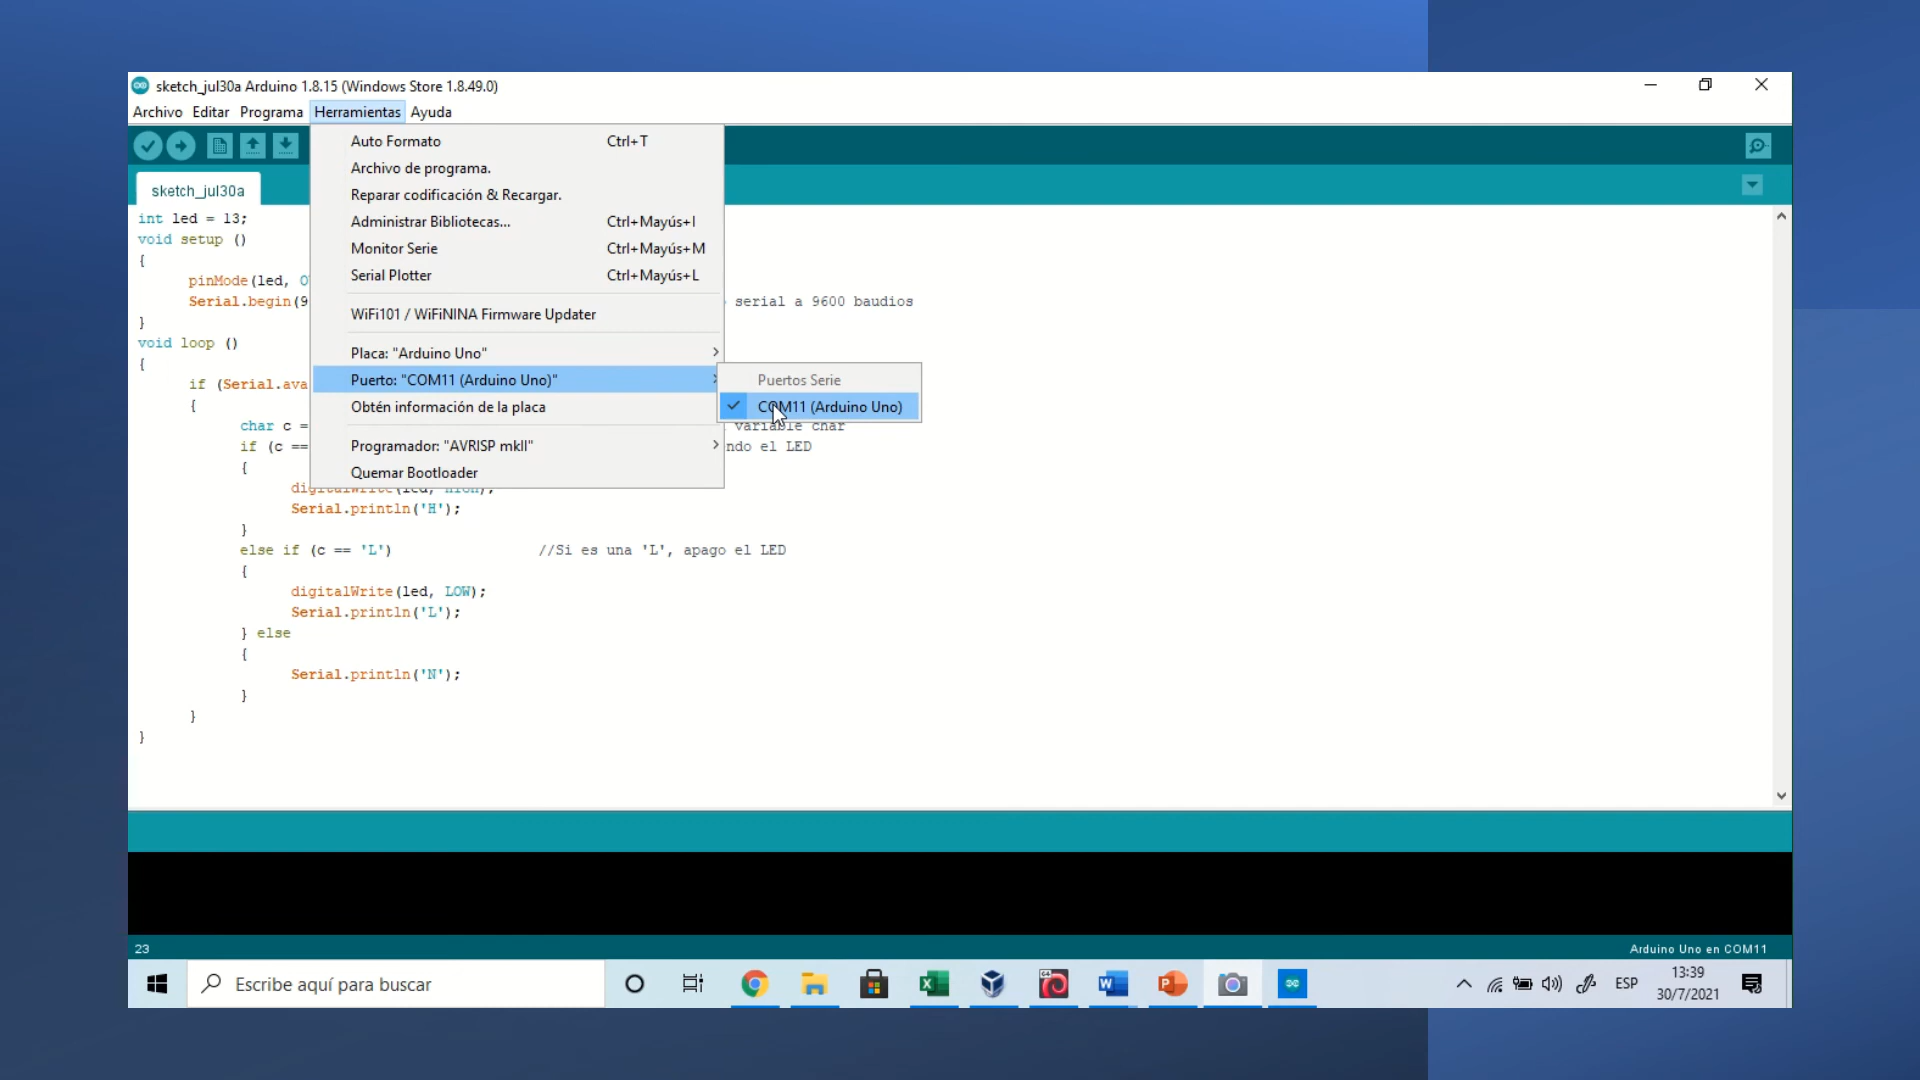 sketch_jul30a Arduino 1.8.15 (Windows Store 1.8.49.0)
Archivo Editar Programa Herramientas Ayuda
Auto Formato Ctrl+T
Archivo de programa.
Reparar codificación & Recargar.
Administrar Bibliotecas... Ctrl+Mayús+I
Monitor Serie Ctrl+Mayús+M
Serial Plotter Ctrl+Mayús+L
WiFi101 / WiFiNINA Firmware Updater
Placa: "Arduino Uno"
Puerto: "COM11 (Arduino Uno)"
Obtén información de la placa
Programador: "AVRISP mkII"
Quemar Bootloader
Puertos Serie
COM11 (Arduino Uno)
sketch_jul30a
int led = 13;
void setup ()
{
pinMode(led, O
Serial.begin(9 serial a 9600 baudios
}
void loop ()
{
if (Serial.ava
{
char c = variable char
if (c == ndo el LED
{
digitalWrite(led, HIGH);
Serial.println('H');
}
else if (c == 'L') //Si es una 'L', apago el LED
{
digitalWrite(led, LOW);
Serial.println('L');
} else
{
Serial.println('N');
}
}
}
23 Arduino Uno en COM11
Escribe aquí para buscar
ESP
13:39
30/7/2021